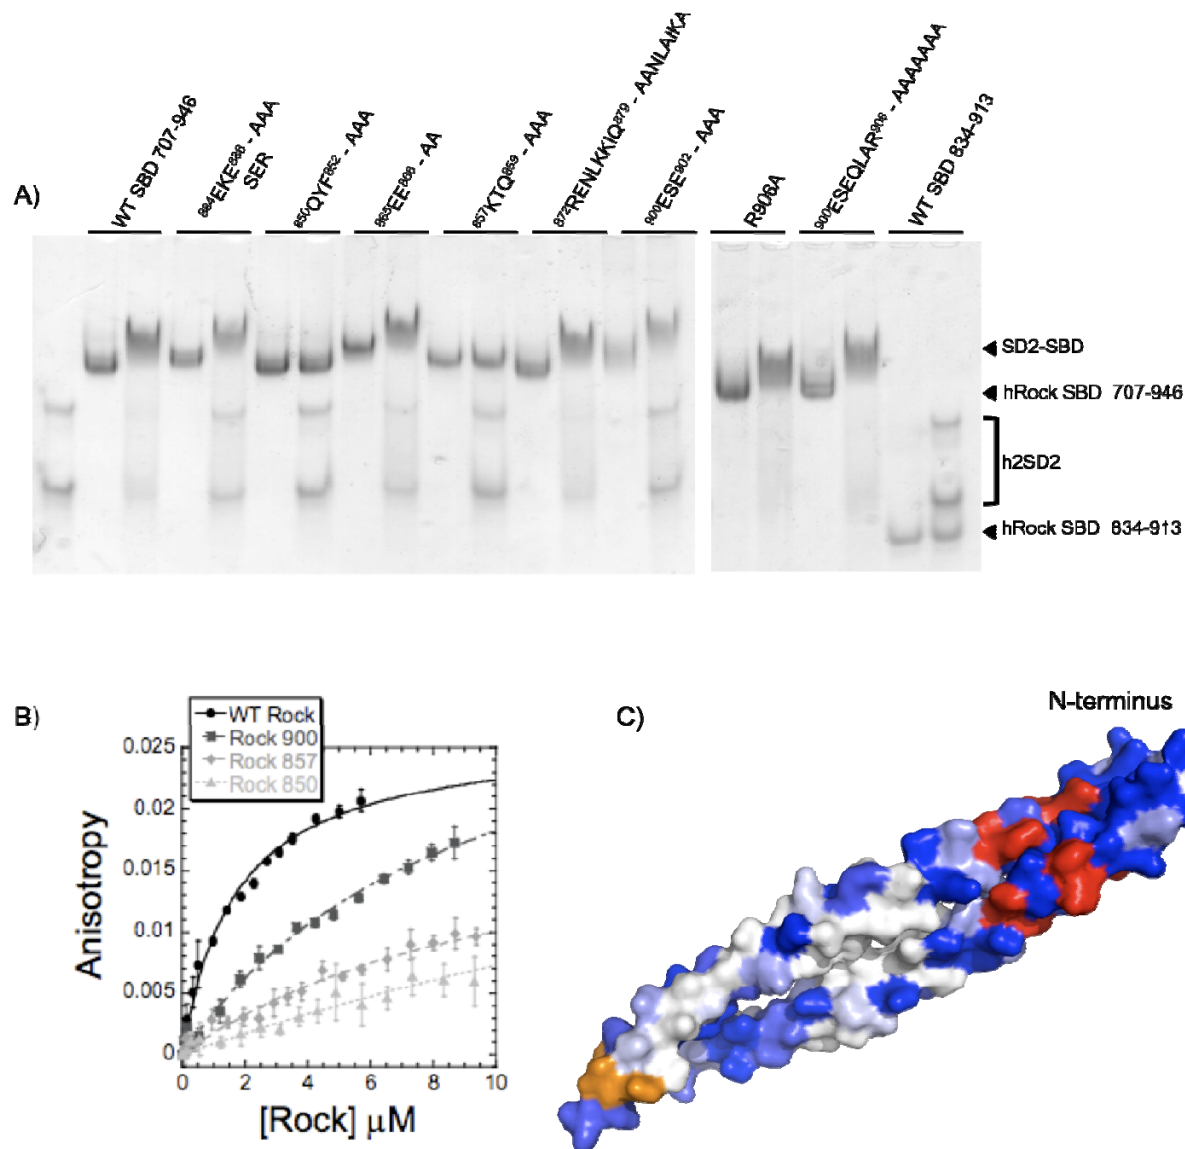 A)
WT SBD 707-946
884EKE886 - AAA
SER
850QYF852 - AAA
865EE866 - AA
857KTQ859 - AAA
872RENLKKIQ879 - AANLAIKA
900ESE902 - AAA
R906A
900ESEQLAR906 - AAAAAAA
WT SBD 834-913
SD2-SBD
hRock SBD 707-946
h2SD2
hRock SBD 834-913
B)
WT Rock
Rock 900
Rock 857
Rock 850
0.025
0.02
0.015
0.01
0.005
0
Anisotropy
0 2 4 6 8 10
[Rock] μM
C)
N-terminus